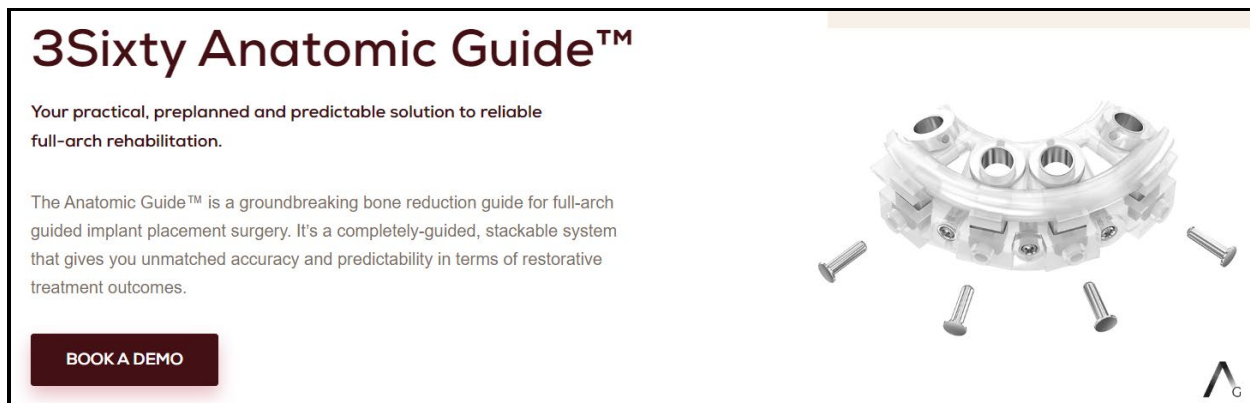 3Sixty Anatomic Guide™
Your practical, preplanned and predictable solution to reliable
full-arch rehabilitation.
The Anatomic Guide™ is a groundbreaking bone reduction guide for full-arch
guided implant placement surgery. It's a completely-guided, stackable system
that gives you unmatched accuracy and predictability in terms of restorative
treatment outcomes.
BOOK A DEMO
G